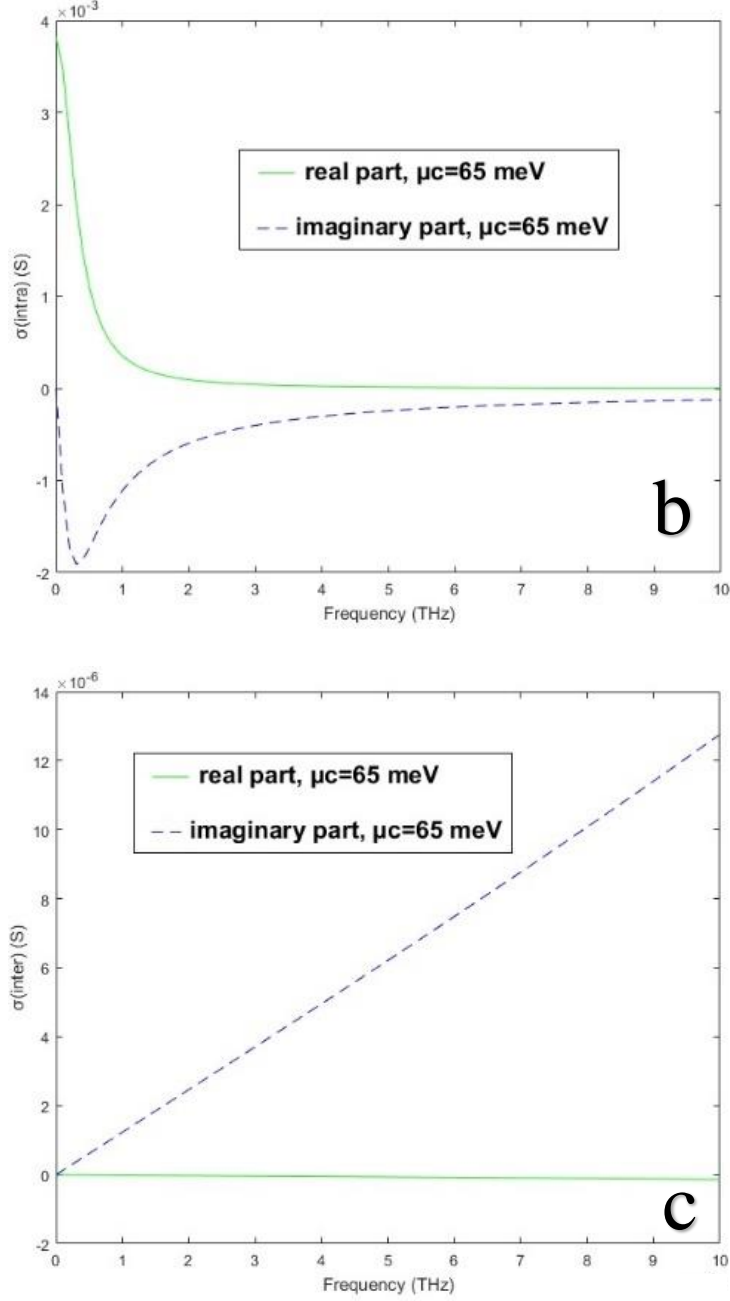 ×10-3
4
3
2
1
0
-1
-2
σ(intra) (S)
real part, μc=65 meV
imaginary part, μc=65 meV
b
0 1 2 3 4 5 6 7 8 9 10
Frequency (THz)
×10-6
14
12
10
8
6
4
2
0
-2
σ(inter) (S)
real part, μc=65 meV
imaginary part, μc=65 meV
c
0 1 2 3 4 5 6 7 8 9 10
Frequency (THz)